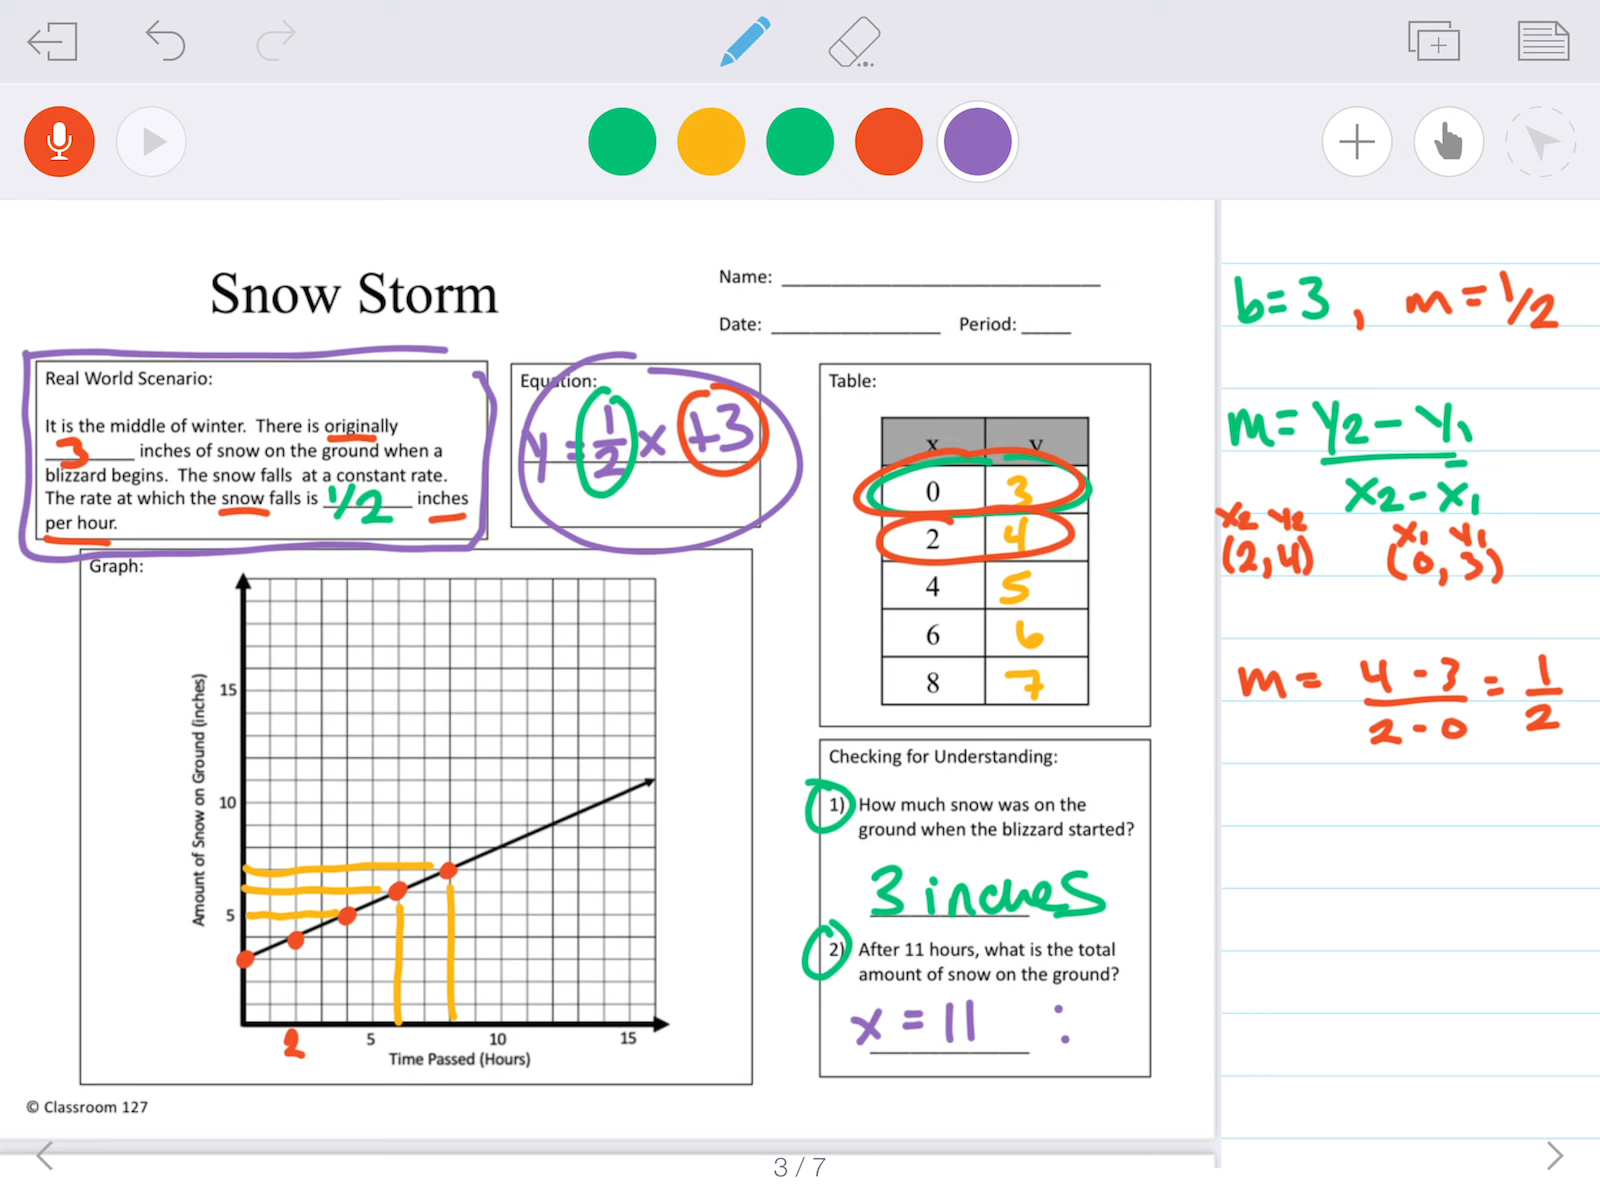 Snow Storm
Name: ____________________
Date: ____________ Period: _____
Real World Scenario:
It is the middle of winter. There is originally
3 inches of snow on the ground when a
blizzard begins. The snow falls at a constant rate.
The rate at which the snow falls is 1/2 inches
per hour.
Equation:
y = 1/2 x +3
Table:
x y
0 3
2 4
4 5
6 6
8 7
Graph:
Amount of Snow on Ground (inches)
15
10
5
2
5
10
15
Time Passed (Hours)
Checking for Understanding:
1) How much snow was on the
ground when the blizzard started?
3 inches
2) After 11 hours, what is the total
amount of snow on the ground?
x = 11 :
© Classroom 127
b=3, m=1/2
m = y2 - y1
x2 - x1
x2 y2 x1 y1
(2,4) (0,3)
m = 4 - 3 = 1
2 - 0 2
3 / 7